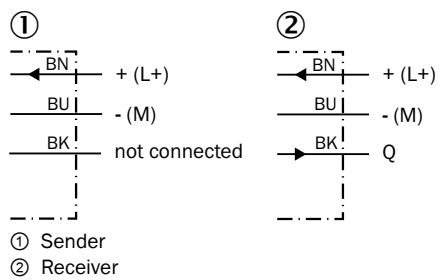 ① ②
BN + (L+) BN + (L+)
BU - (M) BU - (M)
BK not connected BK Q
① Sender
② Receiver